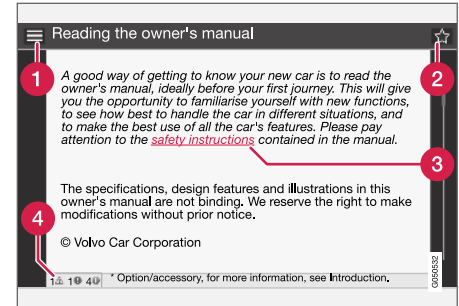 Reading the owner's manual
1
2
A good way of getting to know your new car is to read the
owner's manual, ideally before your first journey. This will give
you the opportunity to familiarise yourself with new functions,
to see how best to handle the car in different situations, and
to make the best use of all the car's features. Please pay
attention to the safety instructions contained in the manual.
3
The specifications, design features and illustrations in this
owner's manual are not binding. We reserve the right to make
modifications without prior notice.
4
© Volvo Car Corporation
1 1 4 * Option/accessory, for more information, see Introduction.
G050532